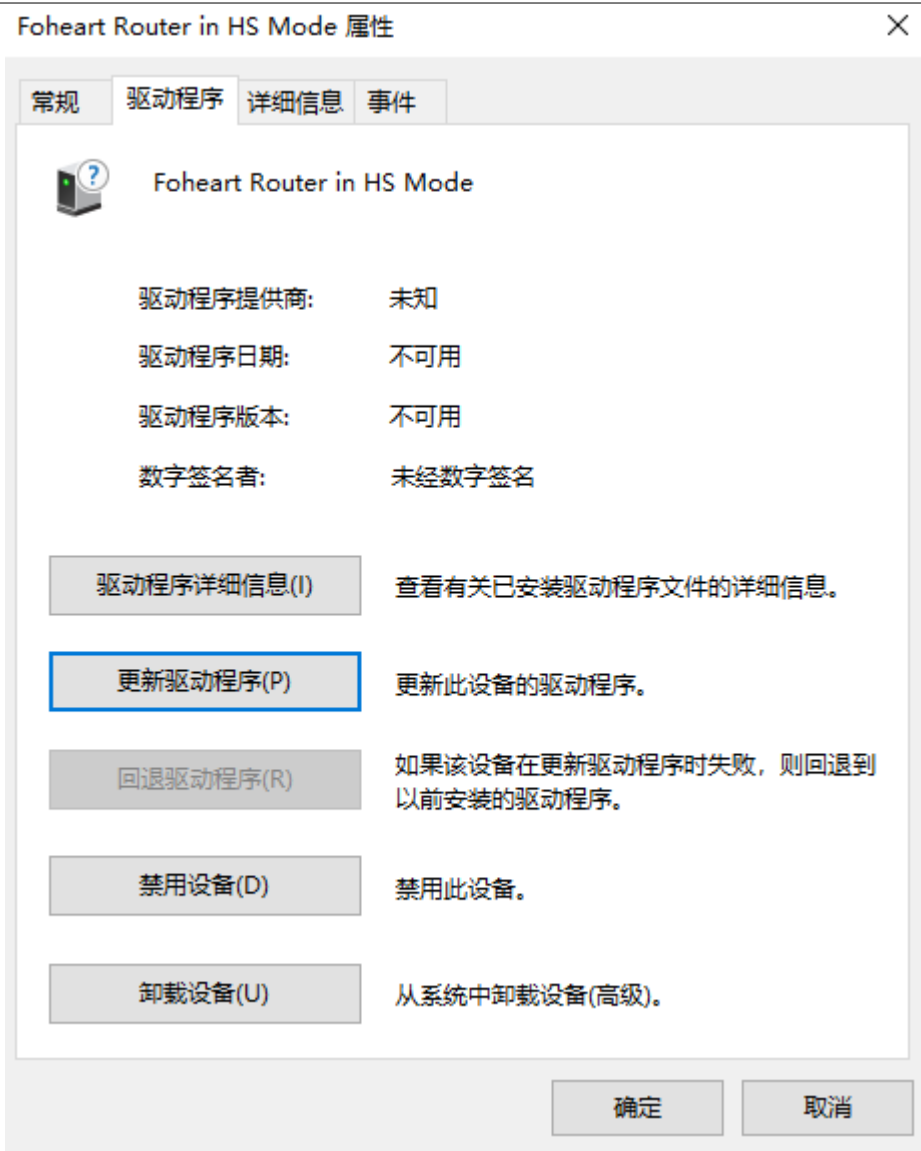 Foheart Router in HS Mode 属性
常规 驱动程序 详细信息 事件
Foheart Router in HS Mode
驱动程序提供商: 未知
驱动程序日期: 不可用
驱动程序版本: 不可用
数字签名者: 未经数字签名
驱动程序详细信息(I) 查看有关已安装驱动程序文件的详细信息。
更新驱动程序(P) 更新此设备的驱动程序。
回退驱动程序(R) 如果该设备在更新驱动程序时失败，则回退到
以前安装的驱动程序。
禁用设备(D) 禁用此设备。
卸载设备(U) 从系统中卸载设备(高级)。
确定 取消